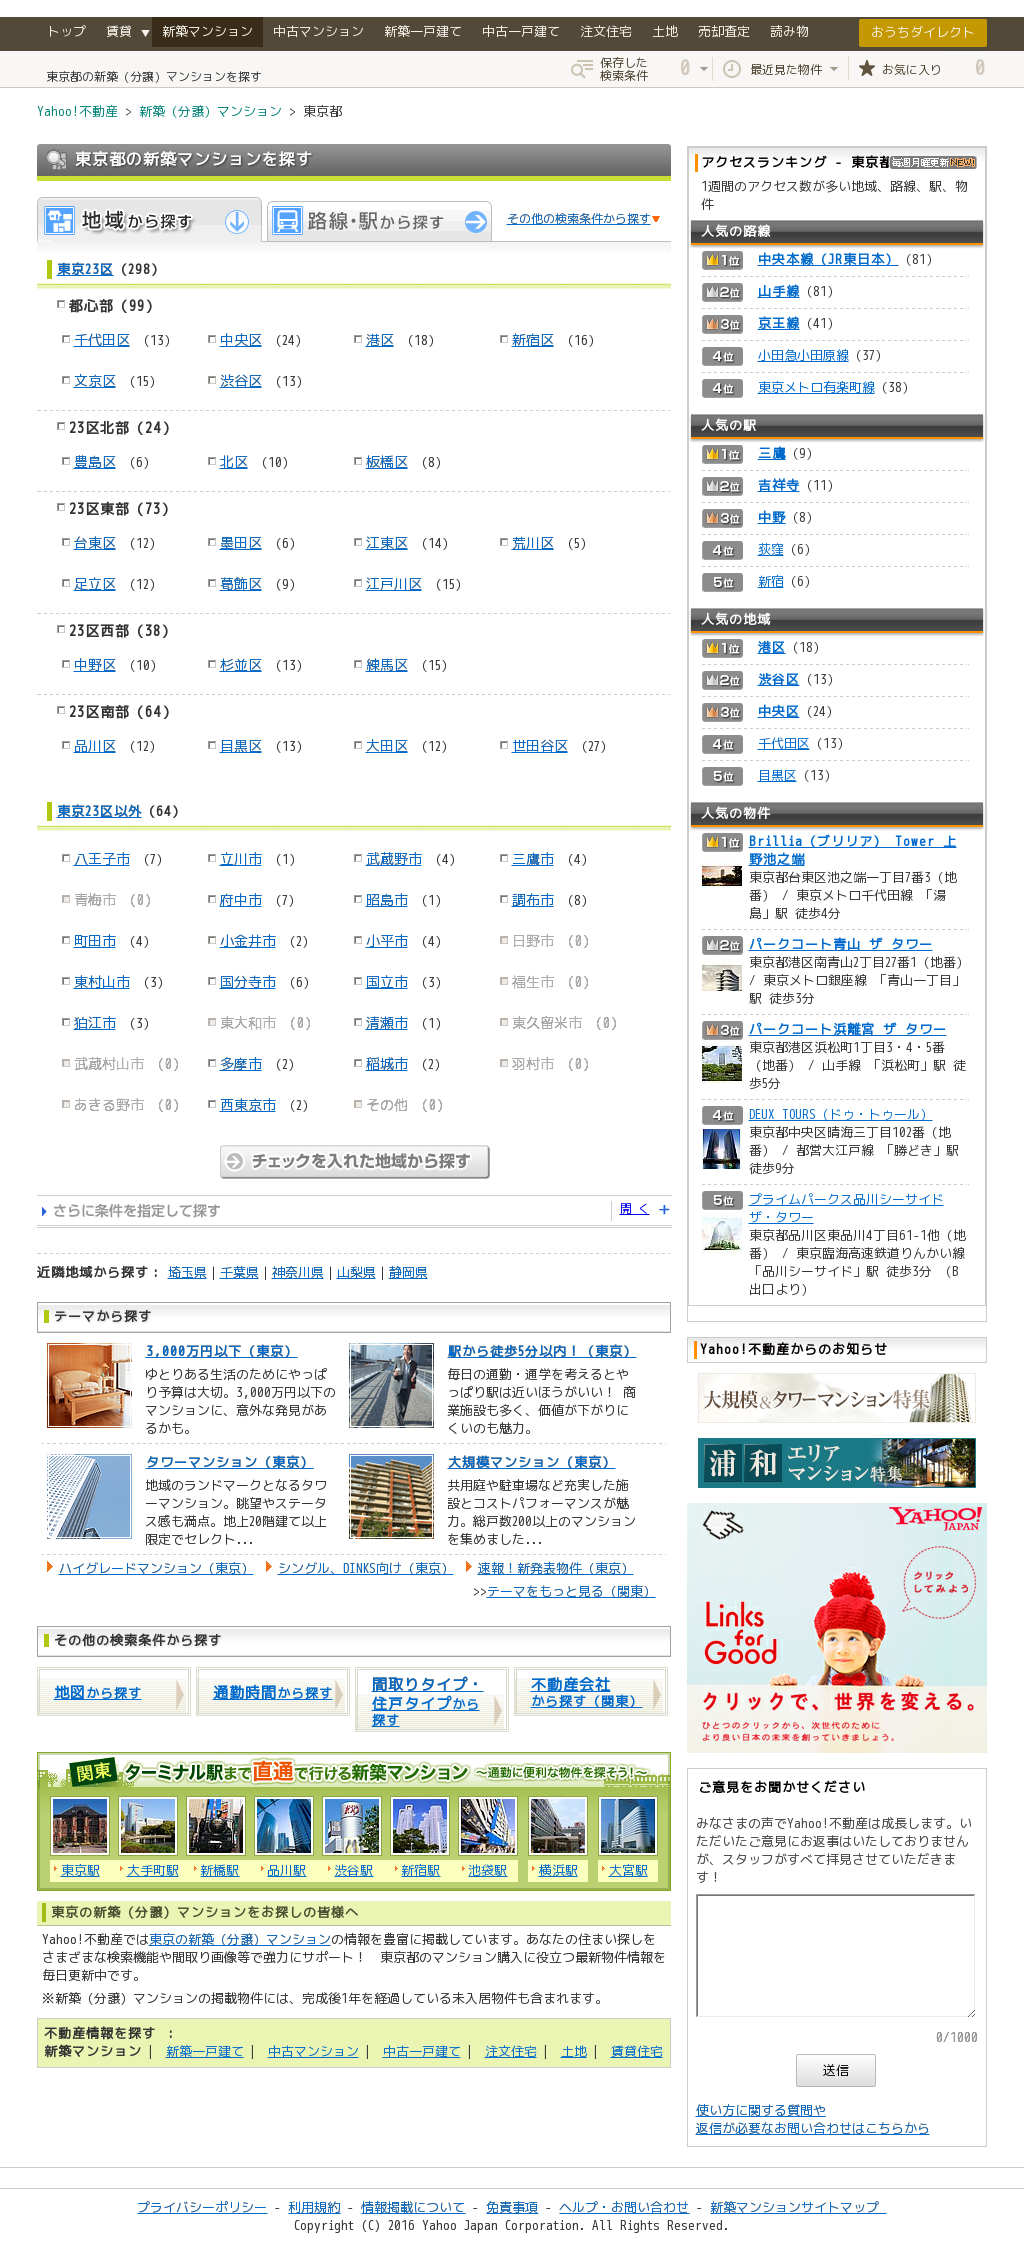 トップ 賃貸 ▼ 新築マンション 中古マンション 新築一戸建て 中古一戸建て 注文住宅 土地 売却査定 読み物 おうちダイレクト
東京都の新築（分譲）マンションを探す
保存した
検索条件 0
最近見た物件
お気に入り 0
Yahoo!不動産 > 新築（分譲）マンション > 東京都
東京都の新築マンションを探す
地域から探す
路線・駅から探す
その他の検索条件から探す
東京23区（298）
都心部（99）
千代田区 （13） 中央区 （24） 港区 （18） 新宿区 （16）
文京区 （15） 渋谷区 （13）
23区北部（24）
豊島区 （6） 北区 （10） 板橋区 （8）
23区東部（73）
台東区 （12） 墨田区 （6） 江東区 （14） 荒川区 （5）
足立区 （12） 葛飾区 （9） 江戸川区 （15）
23区西部（38）
中野区 （10） 杉並区 （13） 練馬区 （15）
23区南部（64）
品川区 （12） 目黒区 （13） 大田区 （12） 世田谷区 （27）
東京23区以外（64）
八王子市 （7） 立川市 （1） 武蔵野市 （4） 三鷹市 （4）
青梅市 （0） 府中市 （7） 昭島市 （1） 調布市 （8）
町田市 （4） 小金井市 （2） 小平市 （4） 日野市 （0）
東村山市 （3） 国分寺市 （6） 国立市 （3） 福生市 （0）
狛江市 （3） 東大和市 （0） 清瀬市 （1） 東久留米市 （0）
武蔵村山市 （0） 多摩市 （2） 稲城市 （2） 羽村市 （0）
あきる野市 （0） 西東京市 （2） その他 （0）
チェックを入れた地域から探す
さらに条件を指定して探す 開く ＋
近隣地域から探す： 埼玉県 | 千葉県 | 神奈川県 | 山梨県 | 静岡県
テーマから探す
3,000万円以下（東京）
ゆとりある生活のためにやっぱ
り予算は大切。3,000万円以下の
マンションに、意外な発見があ
るかも。
駅から徒歩5分以内！（東京）
毎日の通勤・通学を考えるとや
っぱり駅は近いほうがいい！ 商
業施設も多く、価値が下がりに
くいのも魅力。
タワーマンション（東京）
地域のランドマークとなるタワ
ーマンション。眺望やステータ
ス感も満点。地上20階建て以上
限定でセレクト...
大規模マンション（東京）
共用庭や駐車場など充実した施
設とコストパフォーマンスが魅
力。総戸数200以上のマンション
を集めました...
ハイグレードマンション（東京） シングル、DINKS向け（東京） 速報！新発表物件（東京）
>>テーマをもっと見る（関東）
その他の検索条件から探す
地図から探す
通勤時間から探す
間取りタイプ・
住戸タイプから
探す
不動産会社
から探す（関東）
関東 ターミナル駅まで直通で行ける新築マンション ～通勤に便利な物件を探そう！～
東京駅 大手町駅 新橋駅 品川駅 渋谷駅 新宿駅 池袋駅 横浜駅 大宮駅
東京の新築（分譲）マンションをお探しの皆様へ
Yahoo!不動産では東京の新築（分譲）マンションの情報を豊富に掲載しています。あなたの住まい探しを
さまざまな検索機能や間取り画像等で強力にサポート！ 東京都のマンション購入に役立つ最新物件情報を
毎日更新中です。
※新築（分譲）マンションの掲載物件には、完成後1年を経過している未入居物件も含まれます。
不動産情報を探す ：
新築マンション | 新築一戸建て | 中古マンション | 中古一戸建て | 注文住宅 | 土地 | 賃貸住宅
アクセスランキング - 東京都 毎週月曜更新 NEW!
1週間のアクセス数が多い地域、路線、駅、物
件
人気の路線
1位 中央本線（JR東日本）（81）
2位 山手線（81）
3位 京王線（41）
4位 小田急小田原線（37）
4位 東京メトロ有楽町線（38）
人気の駅
1位 三鷹（9）
2位 吉祥寺（11）
3位 中野（8）
4位 荻窪（6）
5位 新宿（6）
人気の地域
1位 港区（18）
2位 渋谷区（13）
3位 中央区（24）
4位 千代田区（13）
5位 目黒区（13）
人気の物件
1位 Brillia（ブリリア） Tower 上
野池之端
東京都台東区池之端一丁目7番3（地
番） / 東京メトロ千代田線 「湯
島」駅 徒歩4分
2位 パークコート青山 ザ タワー
東京都港区南青山2丁目27番1（地番）
/ 東京メトロ銀座線 「青山一丁目」
駅 徒歩3分
3位 パークコート浜離宮 ザ タワー
東京都港区浜松町1丁目3・4・5番
（地番） / 山手線 「浜松町」駅 徒
歩5分
4位 DEUX TOURS（ドゥ・トゥール）
東京都中央区晴海三丁目102番（地
番） / 都営大江戸線 「勝どき」駅
徒歩9分
5位 プライムパークス品川シーサイド
ザ・タワー
東京都品川区東品川4丁目61-1他（地
番） / 東京臨海高速鉄道りんかい線
「品川シーサイド」駅 徒歩3分 （B
出口より）
Yahoo!不動産からのお知らせ
大規模&タワーマンション特集
浦和エリア
マンション特集
YAHOO!
JAPAN
クリック
してみよう
Links
for
Good
クリックで、世界を変える。
ひとつのクリックから、次世代のために
より良い日本の未来を創っていきましょう。
ご意見をお聞かせください
みなさまの声でYahoo!不動産は成長します。い
ただいたご意見にお返事はいたしておりません
が、スタッフがすべて拝見させていただきま
す！
0/1000
送信
使い方に関する質問や
返信が必要なお問い合わせはこちらから
プライバシーポリシー - 利用規約 - 情報掲載について - 免責事項 - ヘルプ・お問い合わせ - 新築マンションサイトマップ
Copyright (C) 2016 Yahoo Japan Corporation. All Rights Reserved.